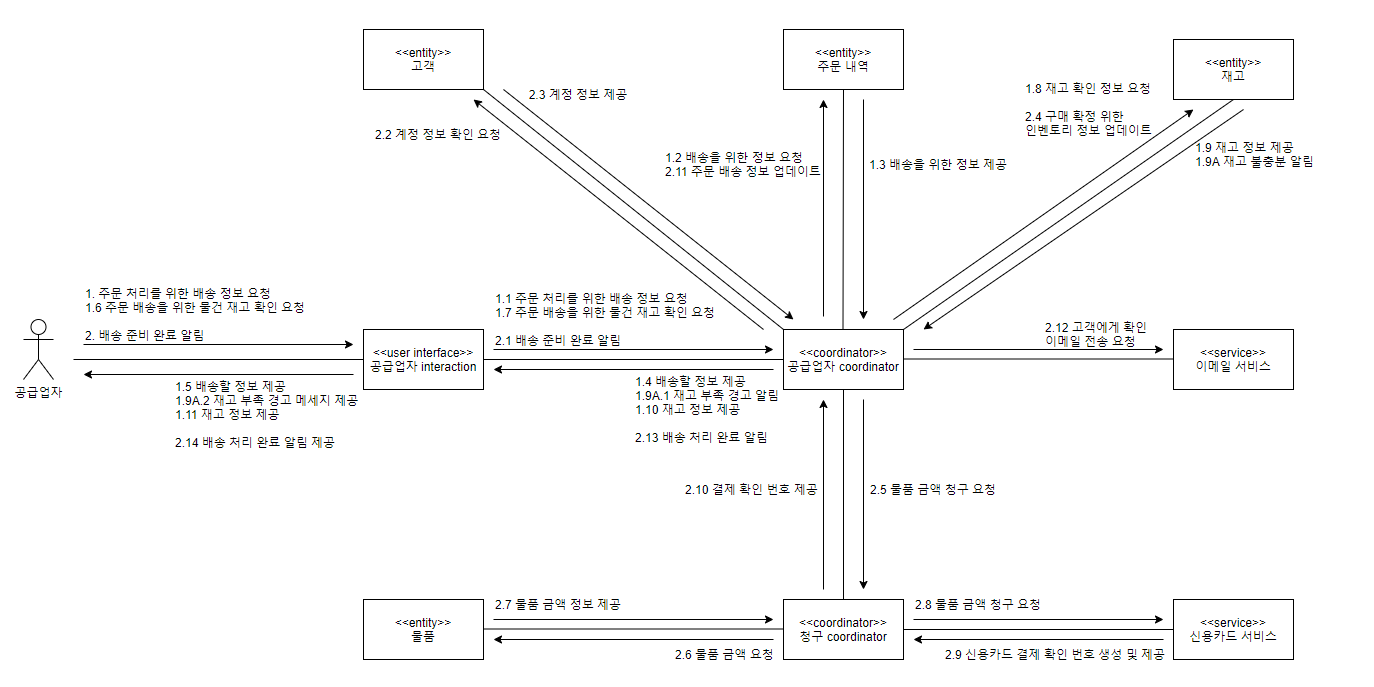 <<entity>>
고객
<<entity>>
주문 내역
<<entity>>
재고
2.3 계정 정보 제공
2.2 계정 정보 확인 요청
1.2 배송을 위한 정보 요청
2.11 주문 배송 정보 업데이트
1.3 배송을 위한 정보 제공
1.8 재고 확인 정보 요청
2.4 구매 확정 위한
인벤토리 정보 업데이트
1.9 재고 정보 제공
1.9A 재고 불충분 알림
1. 주문 처리를 위한 배송 정보 요청
1.6 주문 배송을 위한 물건 재고 확인 요청
2. 배송 준비 완료 알림
1.1 주문 처리를 위한 배송 정보 요청
1.7 주문 배송을 위한 물건 재고 확인 요청
2.1 배송 준비 완료 알림
2.12 고객에게 확인
이메일 전송 요청
공급업자
<<user interface>>
공급업자 interaction
<<coordinator>>
공급업자 coordinator
<<service>>
이메일 서비스
1.5 배송할 정보 제공
1.9A.2 재고 부족 경고 메세지 제공
1.11 재고 정보 제공
2.14 배송 처리 완료 알림 제공
1.4 배송할 정보 제공
1.9A.1 재고 부족 경고 알림
1.10 재고 정보 제공
2.13 배송 처리 완료 알림
2.10 결제 확인 번호 제공
2.5 물품 금액 청구 요청
<<entity>>
물품
2.7 물품 금액 정보 제공
2.6 물품 금액 요청
<<coordinator>>
청구 coordinator
2.8 물품 금액 청구 요청
2.9 신용카드 결제 확인 번호 생성 및 제공
<<service>>
신용카드 서비스